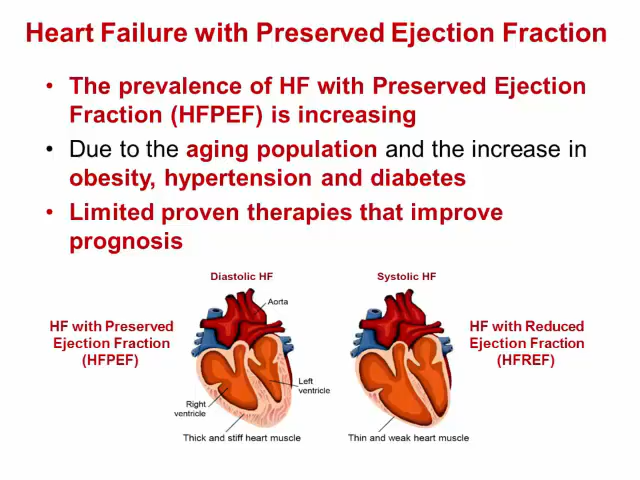 Heart Failure with Preserved Ejection Fraction
• The prevalence of HF with Preserved Ejection
Fraction (HFPEF) is increasing
• Due to the aging population and the increase in
obesity, hypertension and diabetes
• Limited proven therapies that improve
prognosis
Diastolic HF
Systolic HF
Aorta
HF with Preserved
Ejection Fraction
(HFPEF)
HF with Reduced
Ejection Fraction
(HFREF)
Left
ventricle
Right
ventricle
Thick and stiff heart muscle
Thin and weak heart muscle